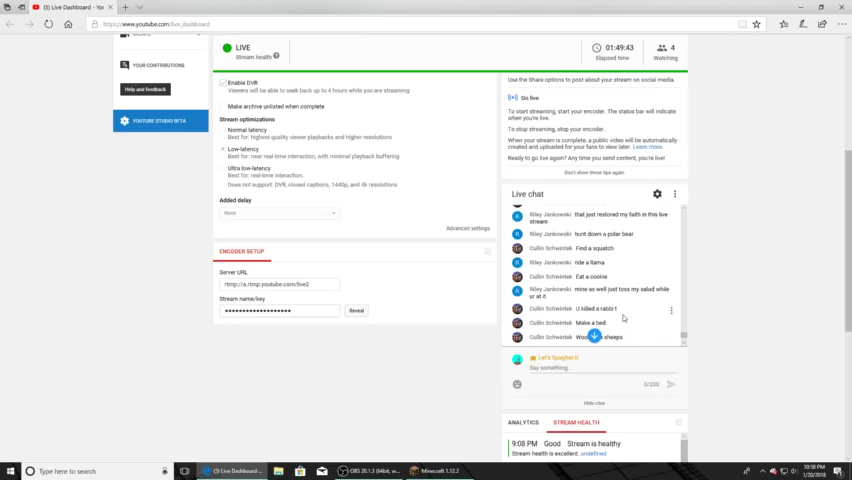 (5) Live Dashboard - Yo
https://www.youtube.com/live_dashboard
CREATE
YOUR CONTRIBUTIONS
Help and feedback
YOUTUBE STUDIO BETA
LIVE
Stream health
01:49:43
Elapsed time
4
Watching
Enable DVR
Viewers will be able to seek back up to 4 hours while you are streaming
Make archive unlisted when complete
Stream optimizations
Normal latency
Best for: highest quality viewer playbacks and higher resolutions
Low-latency
Best for: near real-time interaction, with minimal playback buffering
Ultra low-latency
Best for: real-time interaction.
Does not support: DVR, closed captions, 1440p, and 4k resolutions
Added delay
None
Advanced settings
ENCODER SETUP
Server URL
rtmp://a.rtmp.youtube.com/live2
Stream name/key
Reveal
Use the Share options to post about your stream on social media.
Go live
To start streaming, start your encoder. The status bar will indicate
when you're live.
To stop streaming, stop your encoder.
When your stream is complete, a public video will be automatically
created and uploaded for your fans to view later. Learn more.
Ready to go live again? Any time you send content, you're live!
Don't show these tips again
Live chat
Riley Jankowski that just restored my faith in this live
stream
Riley Jankowski hunt down a polar bear
Cullin Schwintek Find a squatch
Riley Jankowski ride a llama
Cullin Schwintek Eat a cookie
Riley Jankowski mine as well just toss my salad while
ur at it
Cullin Schwintek U killed a rabbi t
Cullin Schwintek Make a bed
Cullin Schwintek sheeps
Let's Spayhet It
Say something...
0/200
Hide chat
ANALYTICS
STREAM HEALTH
9:08 PM Good Stream is healthy
Stream health is excellent. undefined
Type here to search
(5) Live Dashboard ...
OBS 20.1.3 (64bit, w...
Minecraft 1.12.2
10:58 PM
1/20/2018